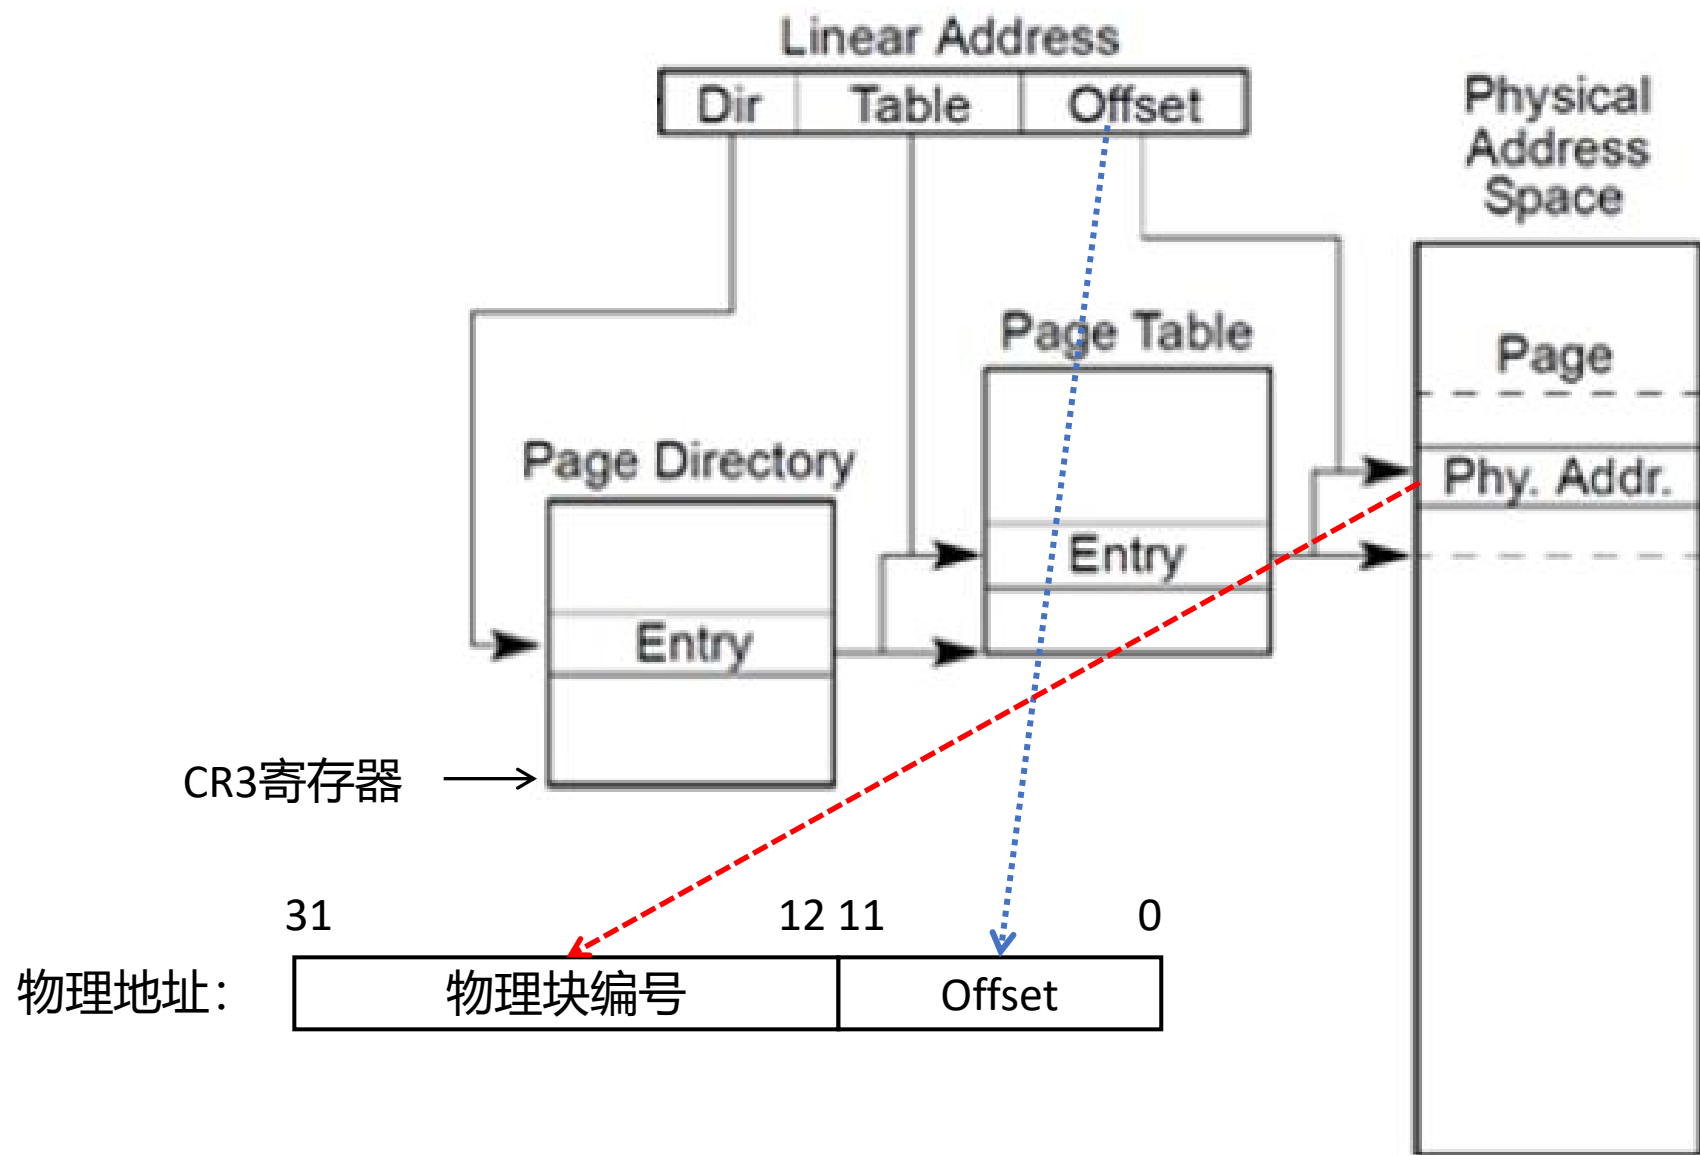 Linear Address
Dir Table Offset
Physical
Address
Space
Page Table
Page
Page Directory
Phy. Addr.
Entry
Entry
CR3寄存器
31 12 11 0
物理地址：
物理块编号 Offset